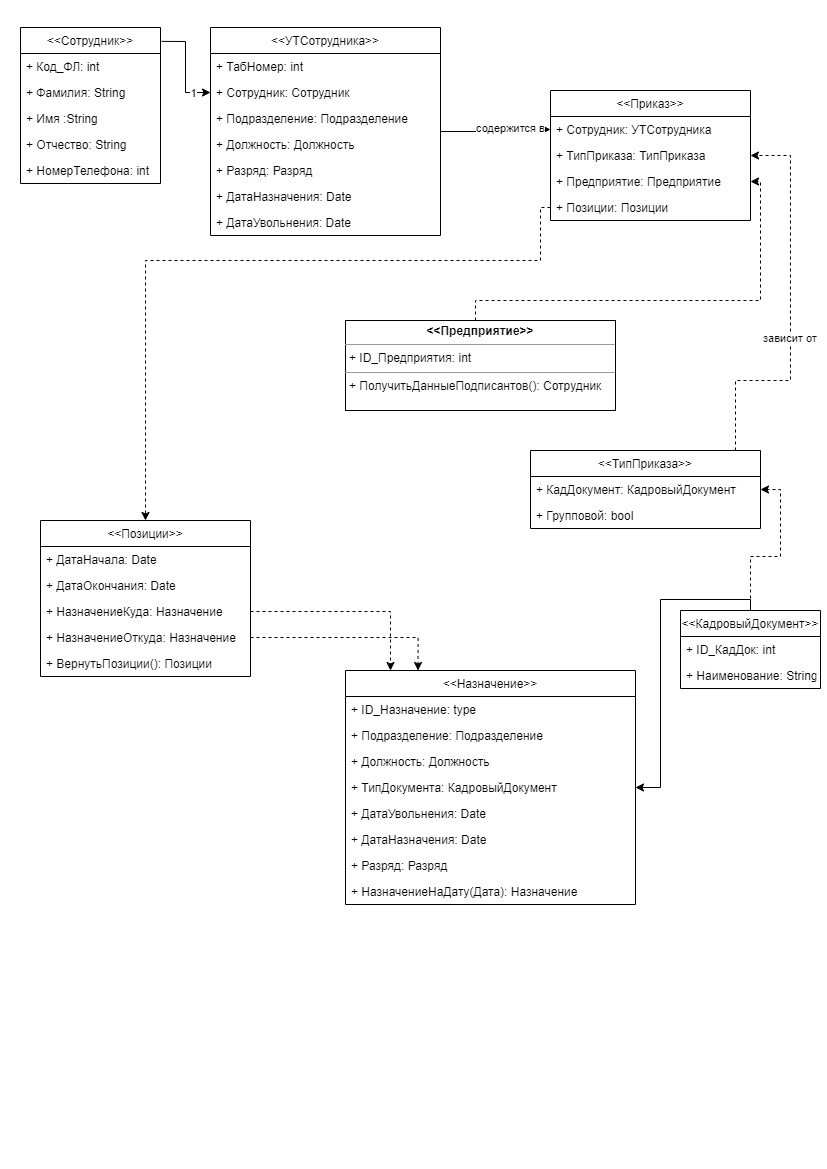 <<Сотрудник>>
+ Код_ФЛ: int
+ Фамилия: String
+ Имя :String
+ Отчество: String
+ НомерТелефона: int
1
<<УТСотрудника>>
+ ТабНомер: int
+ Сотрудник: Сотрудник
+ Подразделение: Подразделение
+ Должность: Должность
+ Разряд: Разряд
+ ДатаНазначения: Date
+ ДатаУвольнения: Date
содержится в
<<Приказ>>
+ Сотрудник: УТСотрудника
+ ТипПриказа: ТипПриказа
+ Предприятие: Предприятие
+ Позиции: Позиции
<<Предприятие>>
+ ID_Предприятия: int
+ ПолучитьДанныеПодписантов(): Сотрудник
зависит от
<<ТипПриказа>>
+ КадДокумент: КадровыйДокумент
+ Групповой: bool
<<Позиции>>
+ ДатаНачала: Date
+ ДатаОкончания: Date
+ НазначениеКуда: Назначение
+ НазначениеОткуда: Назначение
+ ВернутьПозиции(): Позиции
<<КадровыйДокумент>>
+ ID_КадДок: int
+ Наименование: String
<<Назначение>>
+ ID_Назначение: type
+ Подразделение: Подразделение
+ Должность: Должность
+ ТипДокумента: КадровыйДокумент
+ ДатаУвольнения: Date
+ ДатаНазначения: Date
+ Разряд: Разряд
+ НазначениеНаДату(Дата): Назначение